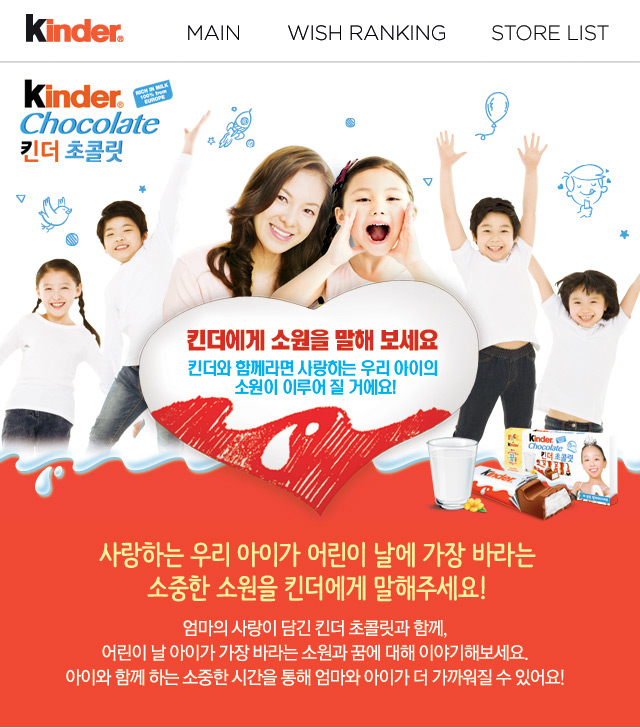 kinder
MAIN
WISH RANKING
STORE LIST
kinder
RICH IN MILK
100% from
EUROPE
Chocolate
킨더 초콜릿
킨더에게 소원을 말해 보세요
킨더와 함께라면 사랑하는 우리 아이의
소원이 이루어 질 거에요!
kinder
Chocolate
킨더 초콜릿
kinder
사랑하는 우리 아이가 어린이 날에 가장 바라는
소중한 소원을 킨더에게 말해주세요!
엄마의 사랑이 담긴 킨더 초콜릿과 함께,
어린이 날 아이가 가장 바라는 소원과 꿈에 대해 이야기해보세요.
아이와 함께 하는 소중한 시간을 통해 엄마와 아이가 더 가까워질 수 있어요!